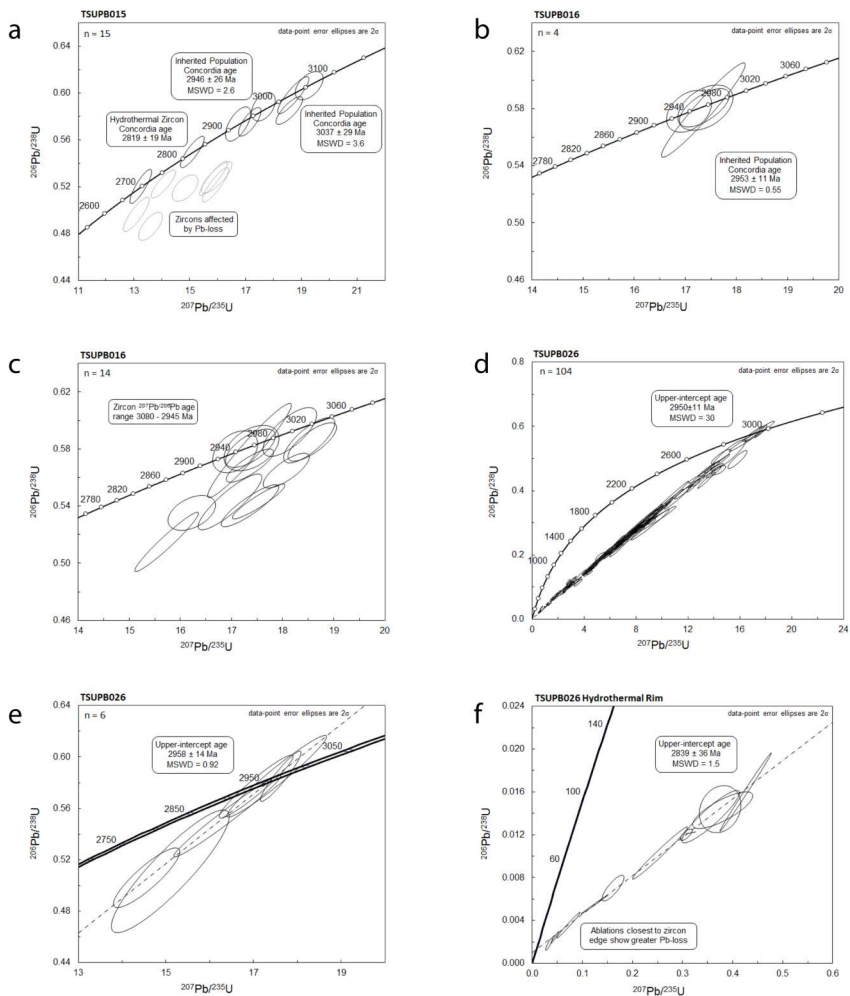 a
TSUPB015
n = 15
data-point error ellipses are 2σ
0.64
0.60
0.56
0.52
0.48
0.44
206Pb/238U
Inherited Population
Concordia age
2946 ± 26 Ma
MSWD = 2.6
Hydrothermal Zircon
Concordia age
2819 ± 19 Ma
Inherited Population
Concordia age
3037 ± 29 Ma
MSWD = 3.6
Zircons affected
by Pb-loss
2600
2700
2800
2900
3000
3100
11
13
15
17
19
21
207Pb/235U
b
TSUPB016
n = 4
data-point error ellipses are 2σ
0.62
0.58
0.54
0.50
0.46
206Pb/238U
2780
2820
2860
2900
2940
2980
3020
3060
Inherited Population
Concordia age
2953 ± 11 Ma
MSWD = 0.55
14
15
16
17
18
19
20
207Pb/235U
c
TSUPB016
n = 14
data-point error ellipses are 2σ
0.62
0.58
0.54
0.50
0.46
206Pb/238U
Zircon 207Pb/206Pb age
range 3080 - 2945 Ma
2780
2820
2860
2900
2940
2980
3020
3060
14
15
16
17
18
19
20
207Pb/235U
d
TSUPB026
n = 104
data-point error ellipses are 2σ
0.8
0.6
0.4
0.2
0.0
206Pb/238U
Upper-intercept age
2950±11 Ma
MSWD = 30
1000
1400
1800
2200
2600
3000
0
4
8
12
16
20
24
207Pb/235U
e
TSUPB026
n = 6
data-point error ellipses are 2σ
0.64
0.60
0.56
0.52
0.48
0.44
206Pb/238U
Upper-intercept age
2958 ± 14 Ma
MSWD = 0.92
2750
2850
2950
3050
13
15
17
19
207Pb/235U
f
TSUPB026 Hydrothermal Rim
data-point error ellipses are 2σ
0.024
0.020
0.016
0.012
0.008
0.004
0.000
206Pb/238U
140
100
60
Upper-intercept age
2839 ± 36 Ma
MSWD = 1.5
Ablations closest to zircon
edge show greater Pb-loss
0.0
0.1
0.2
0.3
0.4
0.5
0.6
207Pb/235U